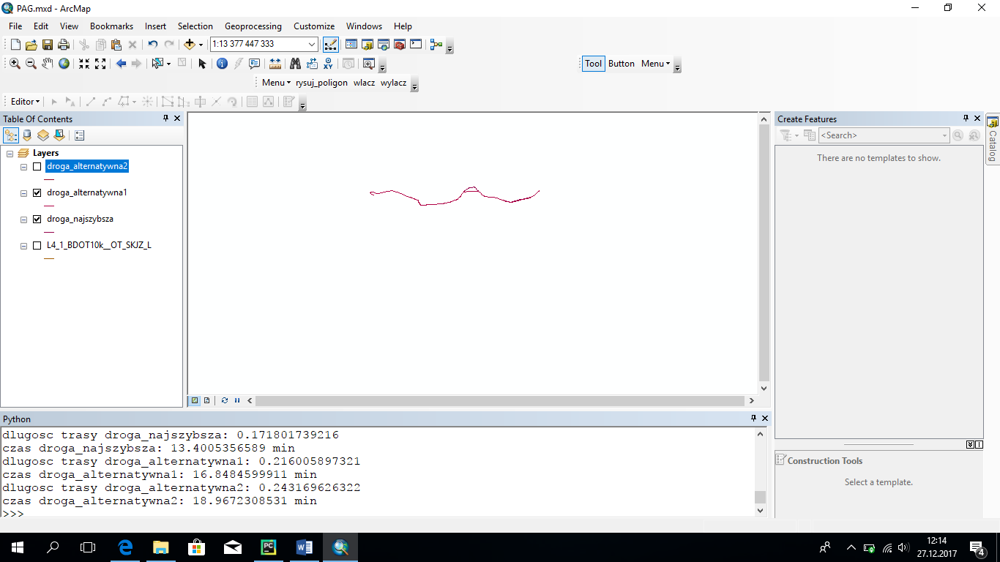 PAG.mxd - ArcMap
File Edit View Bookmarks Insert Selection Geoprocessing Customize Windows Help
1:13 377 447 333
Tool Button Menu
Menu rysuj_poligon wlacz wylacz
Editor
Table Of Contents
Layers
droga_alternatywna2
droga_alternatywna1
droga_najszybsza
L4_1_BDOT10k__OT_SKJZ_L
Create Features
<Search>
There are no templates to show.
Catalog
Construction Tools
Select a template.
Python
dlugosc trasy droga_najszybsza: 0.171801739216
czas droga_najszybsza: 13.4005356589 min
dlugosc trasy droga_alternatywna1: 0.216005897321
czas droga_alternatywna1: 16.8484599911 min
dlugosc trasy droga_alternatywna2: 0.243169626322
czas droga_alternatywna2: 18.9672308531 min
>>>
12:14
27.12.2017
4